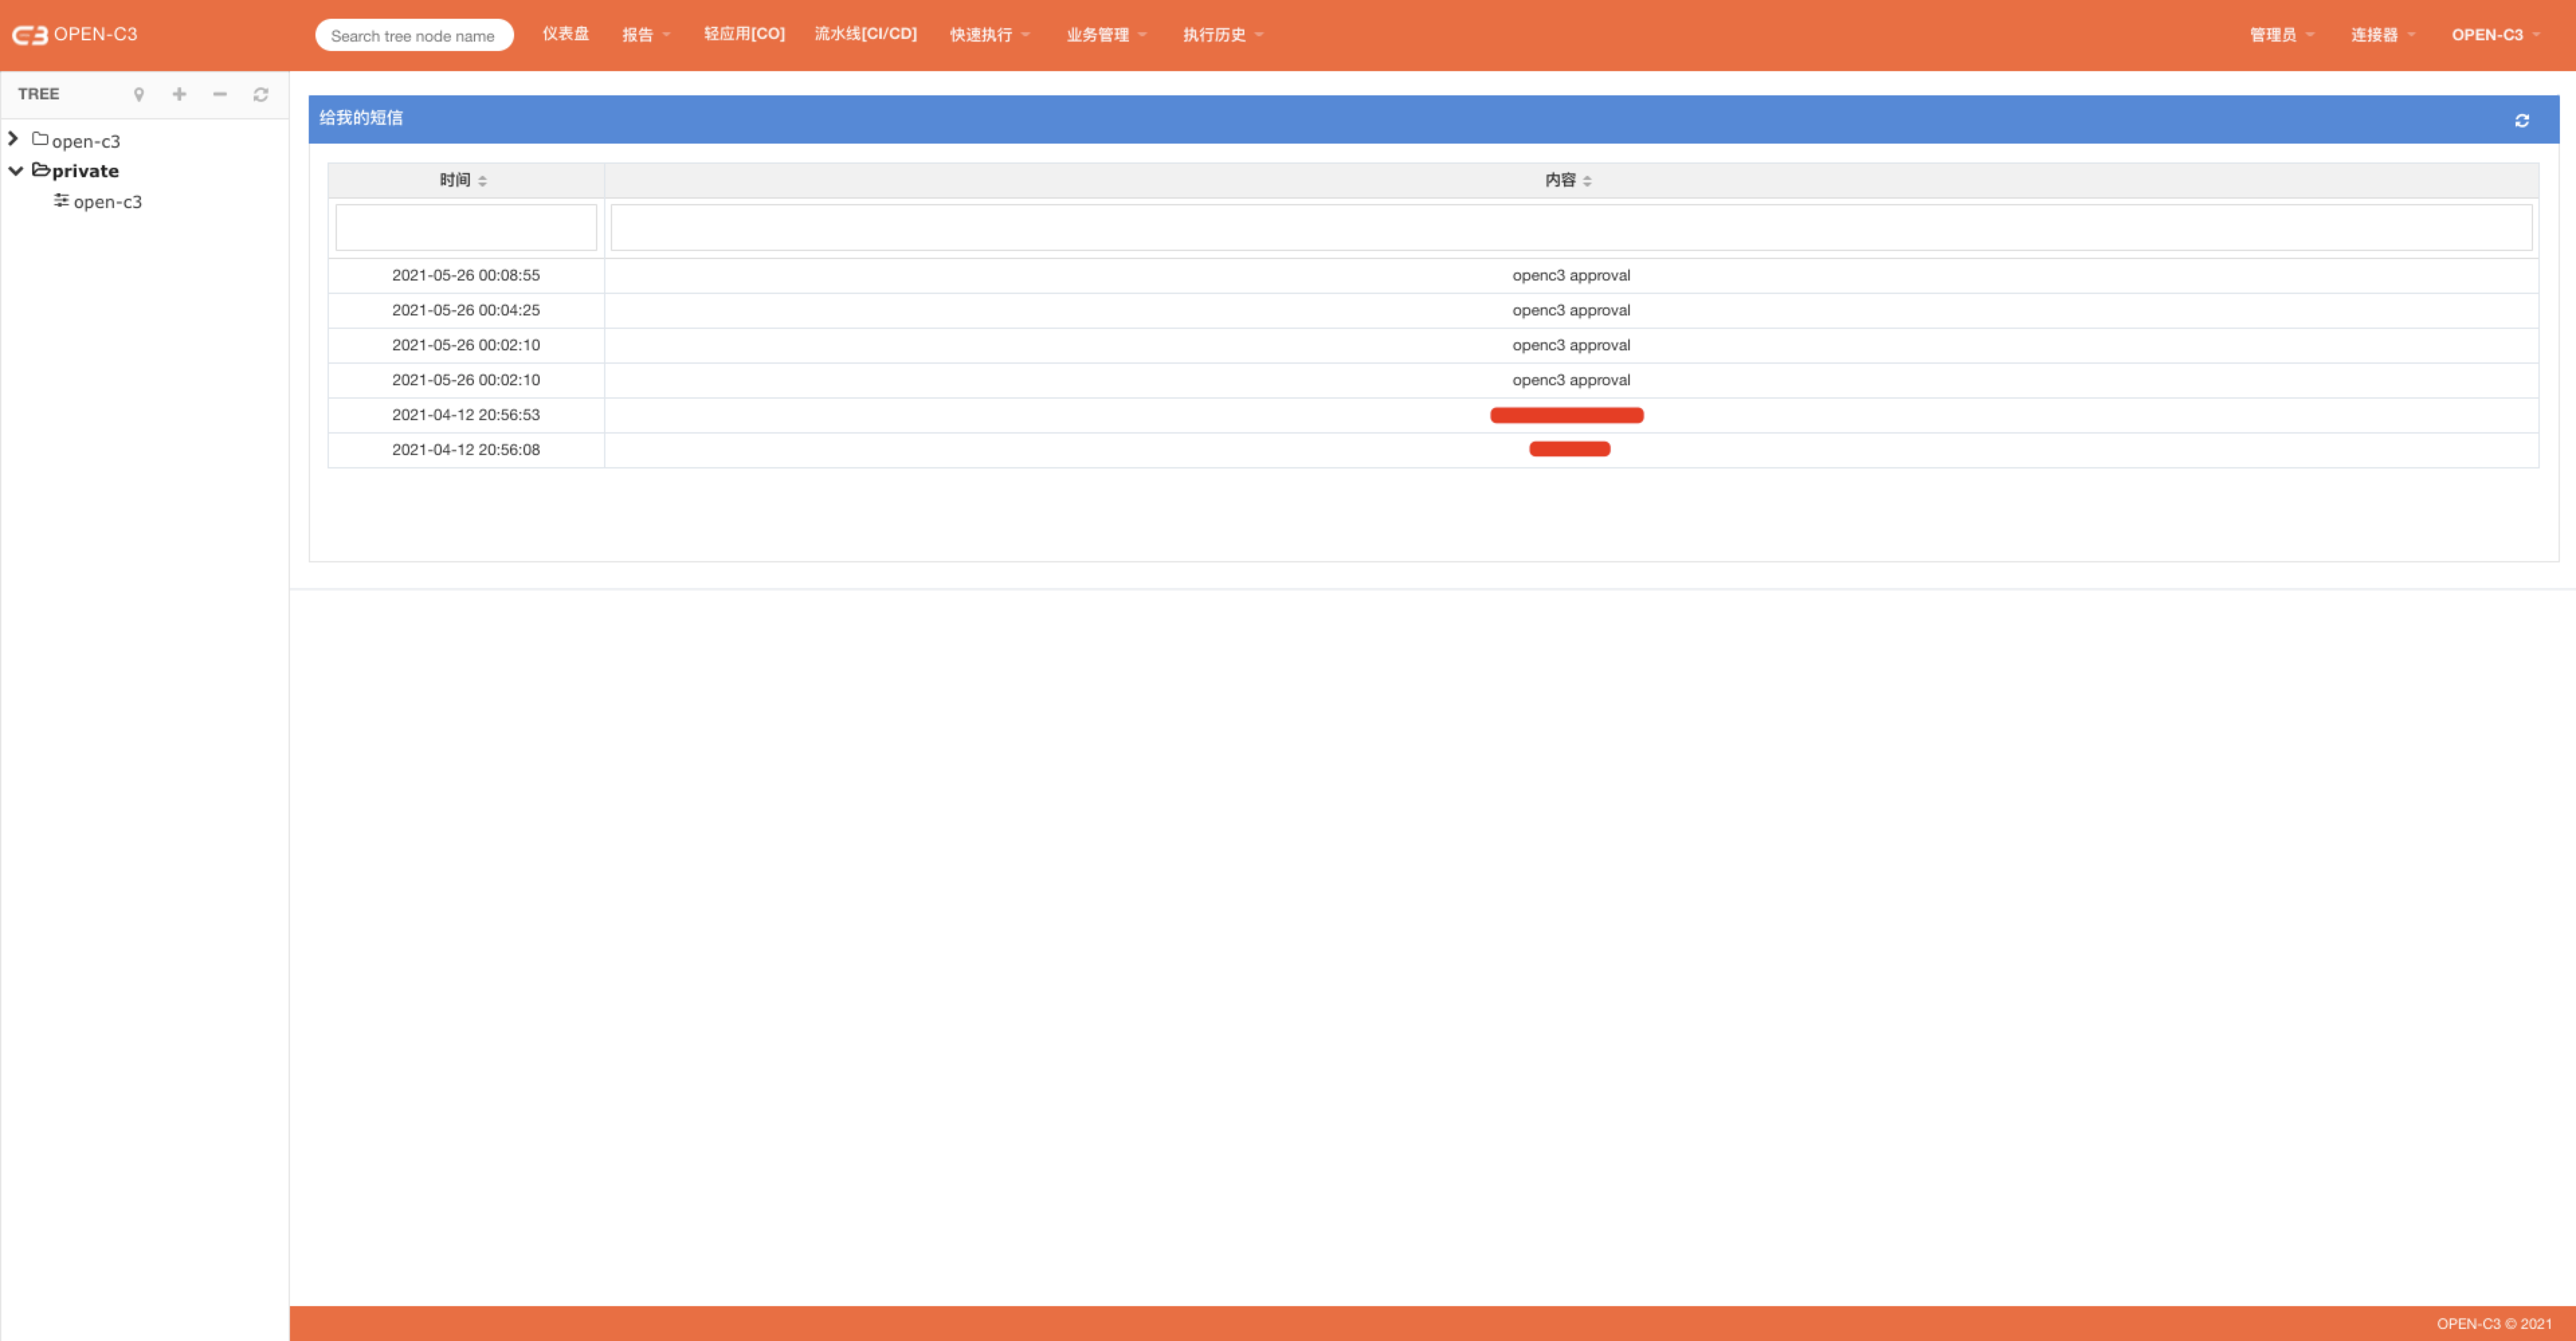 OPEN-C3
Search tree node name 仪表盘 报告 轻应用[CO] 流水线[CI/CD] 快速执行 业务管理 执行历史 管理员 连接器 OPEN-C3
TREE
open-c3
private
open-c3
给我的短信
时间 内容
2021-05-26 00:08:55 openc3 approval
2021-05-26 00:04:25 openc3 approval
2021-05-26 00:02:10 openc3 approval
2021-05-26 00:02:10 openc3 approval
2021-04-12 20:56:53
2021-04-12 20:56:08
OPEN-C3 © 2021